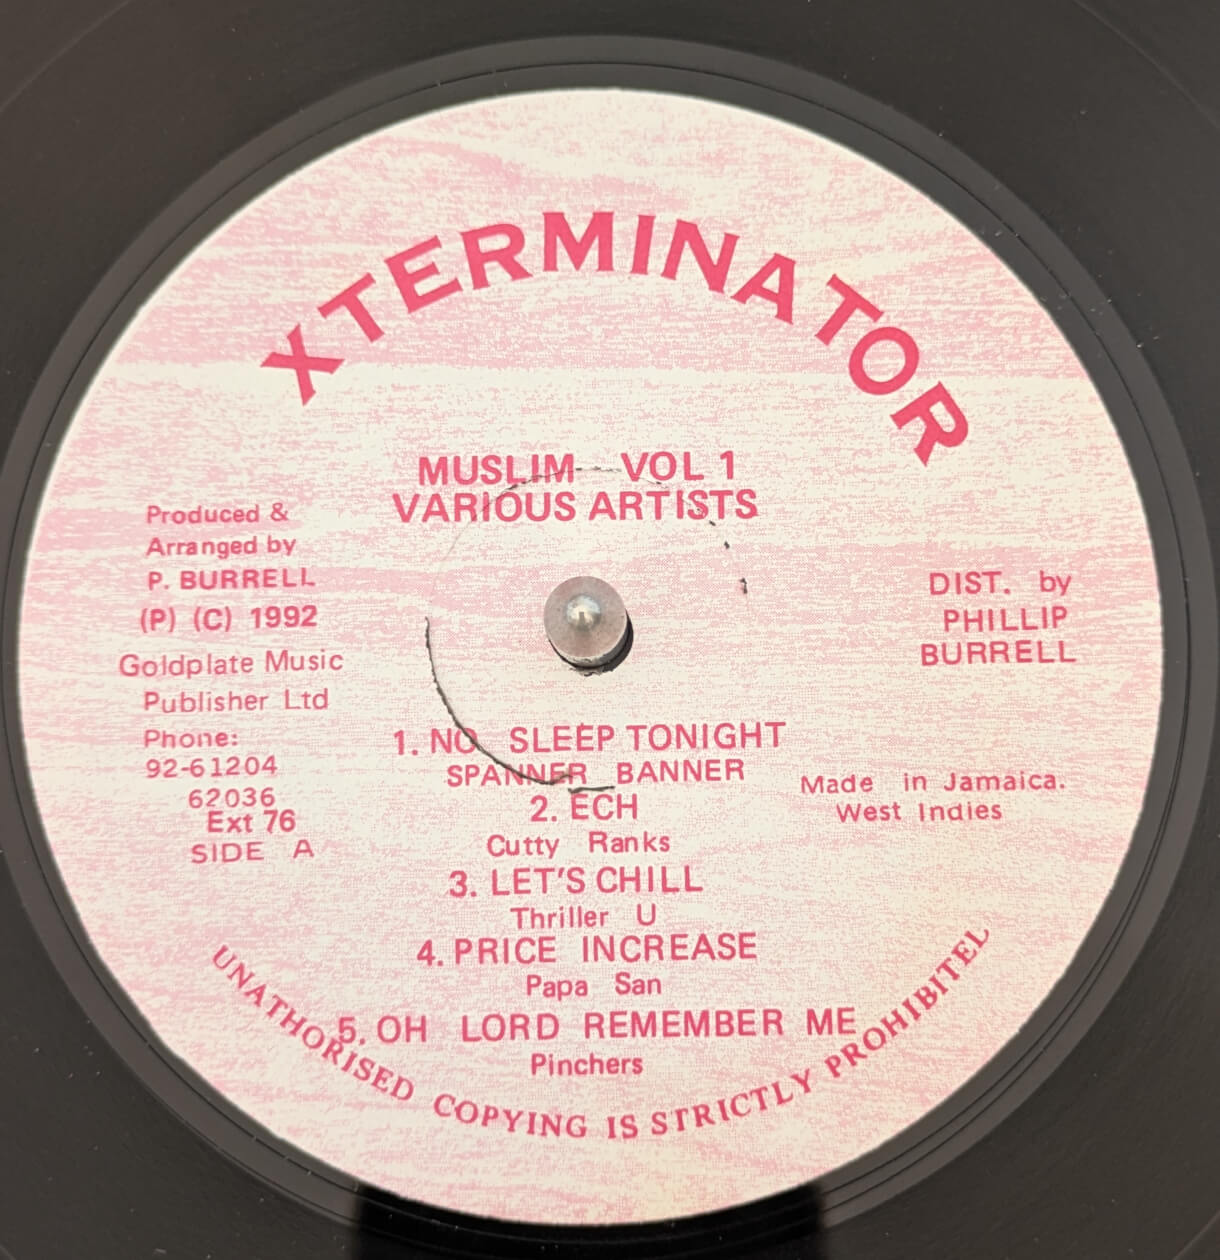 XTERMINATOR
MUSLIM VOL 1
VARIOUS ARTISTS
Produced &
Arranged by
P. BURRELL
(P) (C) 1992
Goldplate Music
Publisher Ltd
Phone:
92-61204
62036
Ext 76
SIDE A
DIST. by
PHILLIP
BURRELL
1. NO SLEEP TONIGHT
SPANNER BANNER
2. ECH
Cutty Ranks
3. LET'S CHILL
Thriller U
4. PRICE INCREASE
Papa San
5. OH LORD REMEMBER ME
Pinchers
Made in Jamaica.
West Indies
UNATHORISED COPYING IS STRICTLY PROHIBITEL